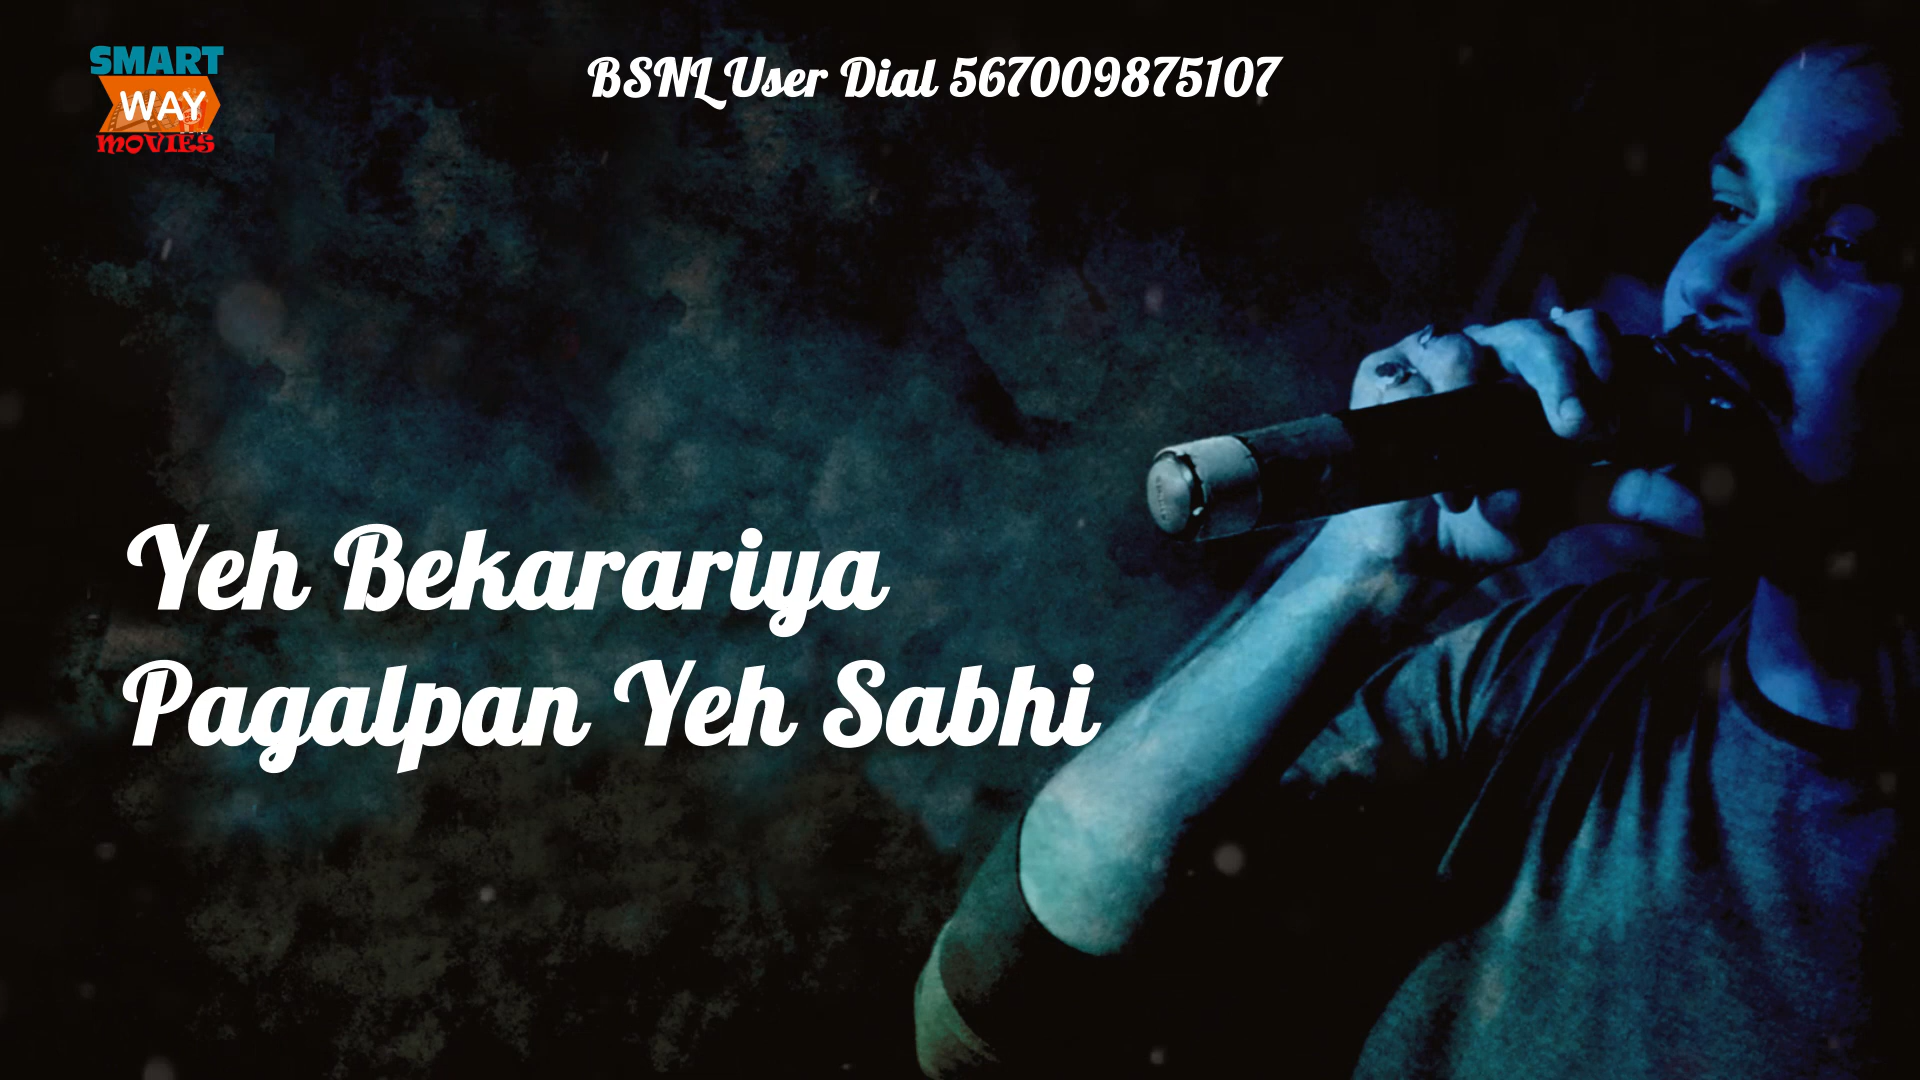 SMART
WAY
MOVIES
BSNL User Dial 567009875107
Yeh Bekarariya
Pagalpan Yeh Sabhi